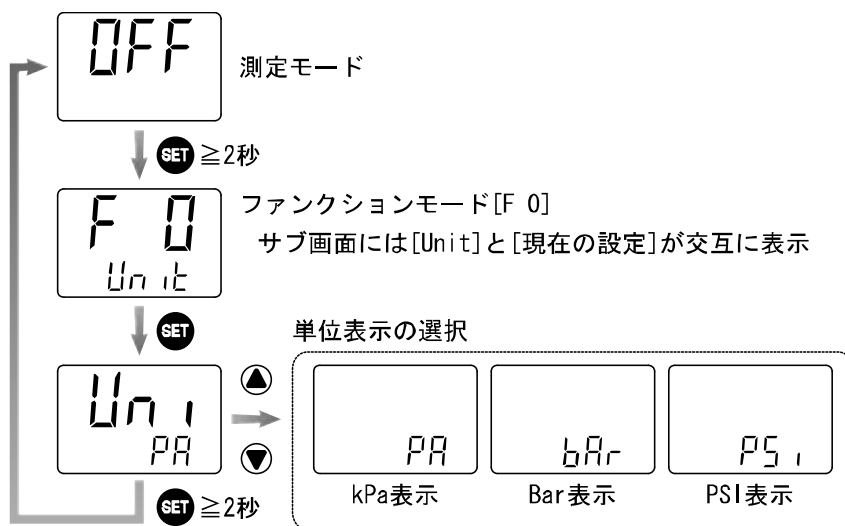 OFF
測定モード
SET ≧2秒
F 0
Unit
ファンクションモード[F 0]
サブ画面には[Unit]と[現在の設定]が交互に表示
SET
単位表示の選択
Uni
PA
PA
bAr
PSi
kPa表示
Bar表示
PSI表示
SET ≧2秒